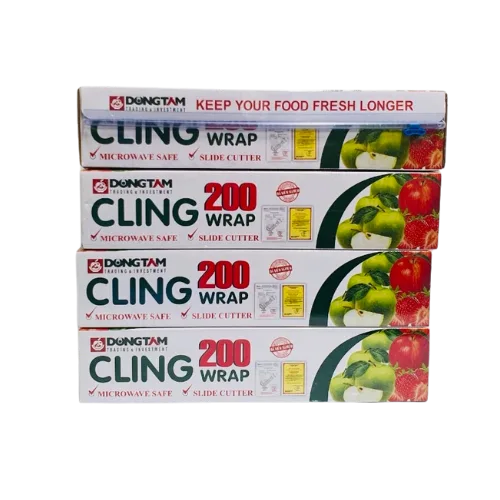 DONGTAM
TRADING & INVESTMENT
KEEP YOUR FOOD FRESH LONGER
CLING
WRAP
MICROWAVE SAFE
SLIDE CUTTER
DONGTAM
TRADING & INVESTMENT
CLING 200 WRAP
MICROWAVE SAFE
SLIDE CUTTER
DONGTAM
TRADING & INVESTMENT
CLING 200 WRAP
MICROWAVE SAFE
SLIDE CUTTER
DONGTAM
TRADING & INVESTMENT
CLING 200 WRAP
MICROWAVE SAFE
SLIDE CUTTER